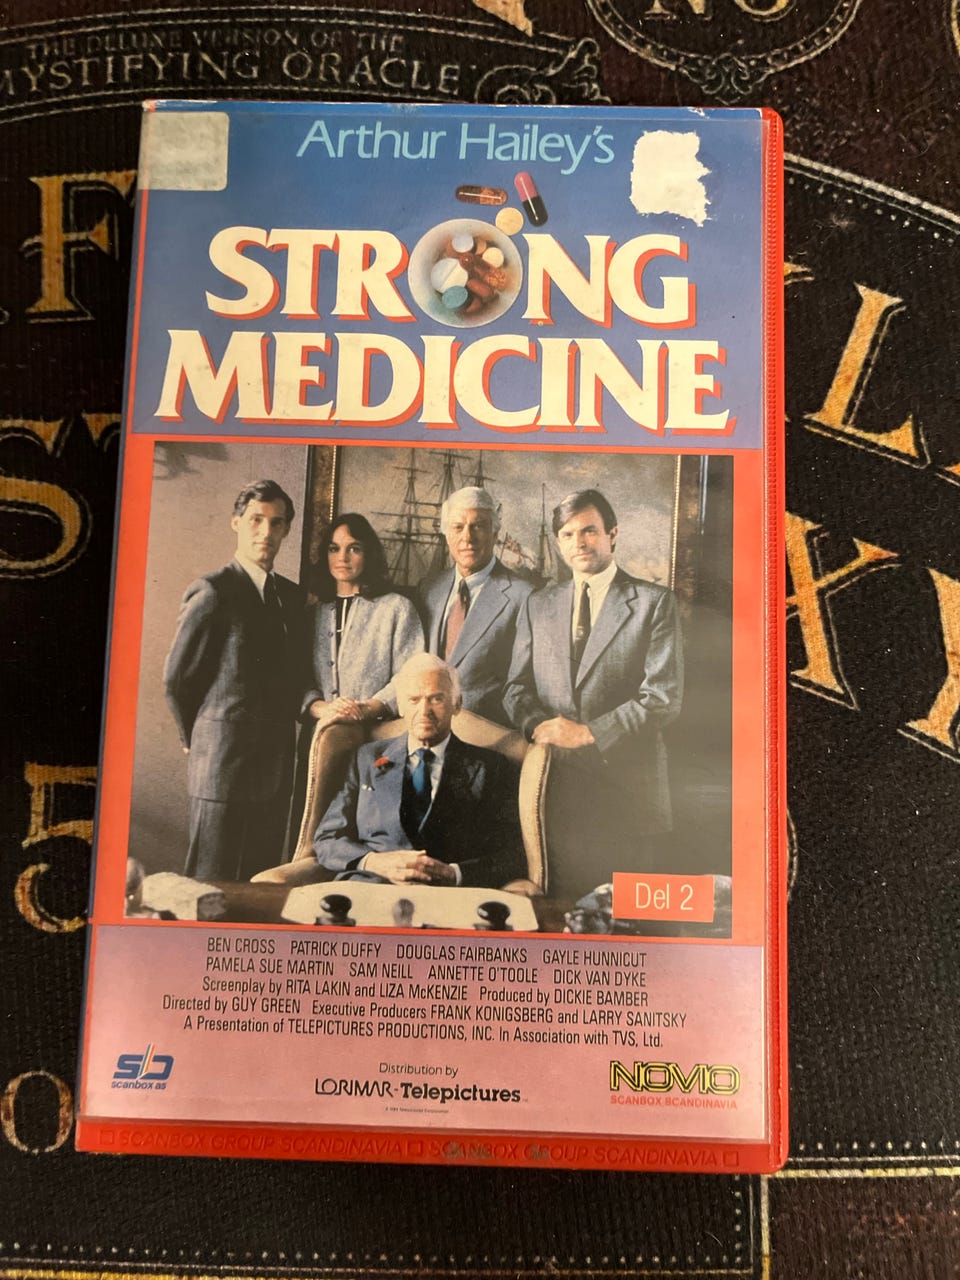 THE DELUXE VERSION OF THE
MYSTIFYING ORACLE
NO
Arthur Hailey's
STRONG
MEDICINE
Del 2
BEN CROSS PATRICK DUFFY DOUGLAS FAIRBANKS GAYLE HUNNICUT
PAMELA SUE MARTIN SAM NEILL ANNETTE O'TOOLE DICK VAN DYKE
Screenplay by RITA LAKIN and LIZA McKENZIE Produced by DICKIE BAMBER
Directed by GUY GREEN Executive Producers FRANK KONIGSBERG and LARRY SANITSKY
A Presentation of TELEPICTURES PRODUCTIONS, INC. In Association with TVS, Ltd.
scanbox as
Distribution by
LORIMAR-Telepictures
NOVIO
SCANBOX SCANDINAVIA
SCANBOX GROUP SCANDINAVIA SCANBOX GROUP SCANDINAVIA
F
L
ST
X
Y
5
O